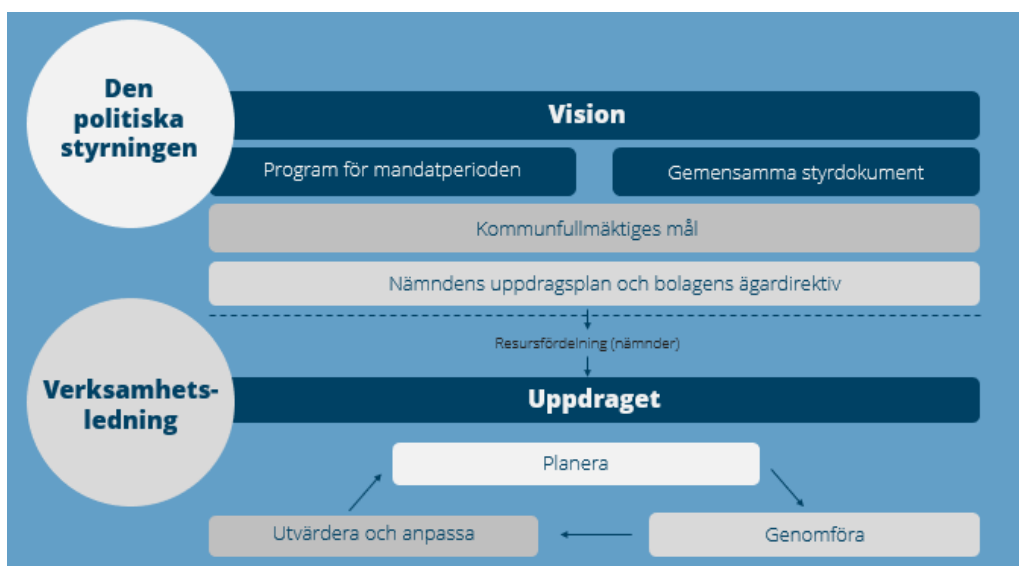 Den
politiska
styrningen
Vision
Program för mandatperioden
Gemensamma styrdokument
Kommunfullmäktiges mål
Nämndens uppdragsplan och bolagens ägardirektiv
Resursfördelning (nämnder)
Verksamhets-
ledning
Uppdraget
Planera
Utvärdera och anpassa
Genomföra